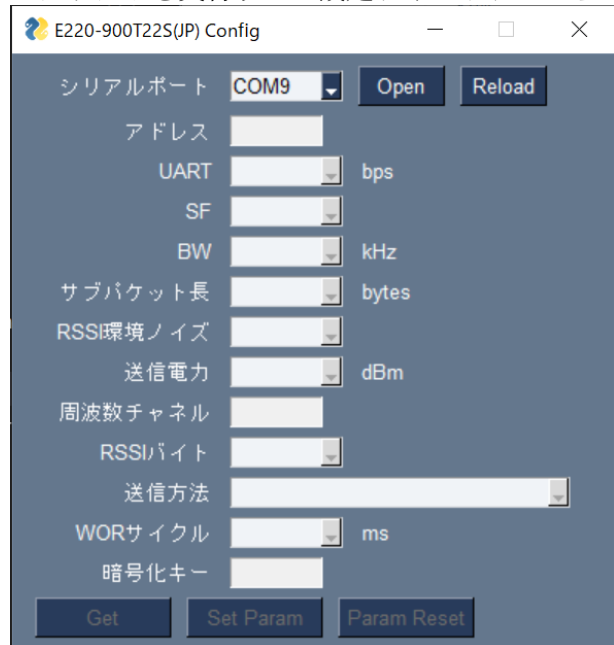 E220-900T22S(JP) Config
シリアルポート COM9 Open Reload
アドレス
UART bps
SF
BW kHz
サブパケット長 bytes
RSSI環境ノイズ
送信電力 dBm
周波数チャネル
RSSIバイト
送信方法
WORサイクル ms
暗号化キー
Get Set Param Param Reset